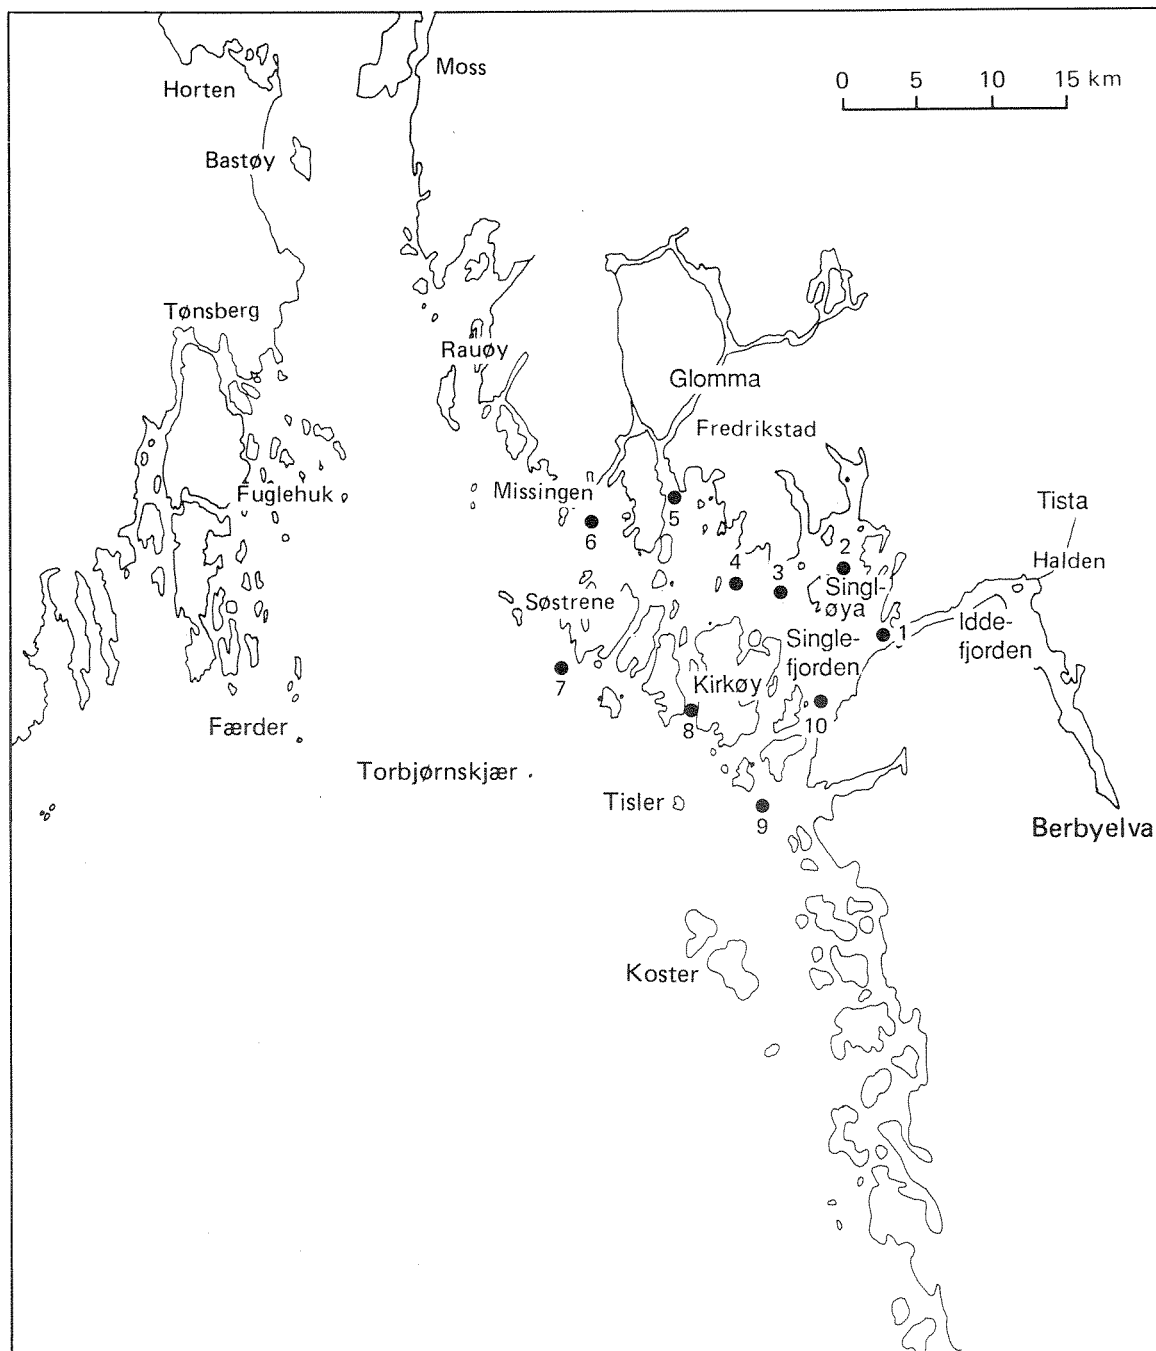 Moss
Horten
0 5 10 15 km
Bastøy
Tønsberg
Rauøy
Glomma
Fredrikstad
Fuglehuk
Missingen
5
6
Tista
Halden
2
4
3
Singl-
øya
Søstrene
1
Idde-
fjorden
Single-
fjorden
7
Kirkøy
8
10
Færder
Torbjørnskjær
Tisler
9
Berbyelva
Koster